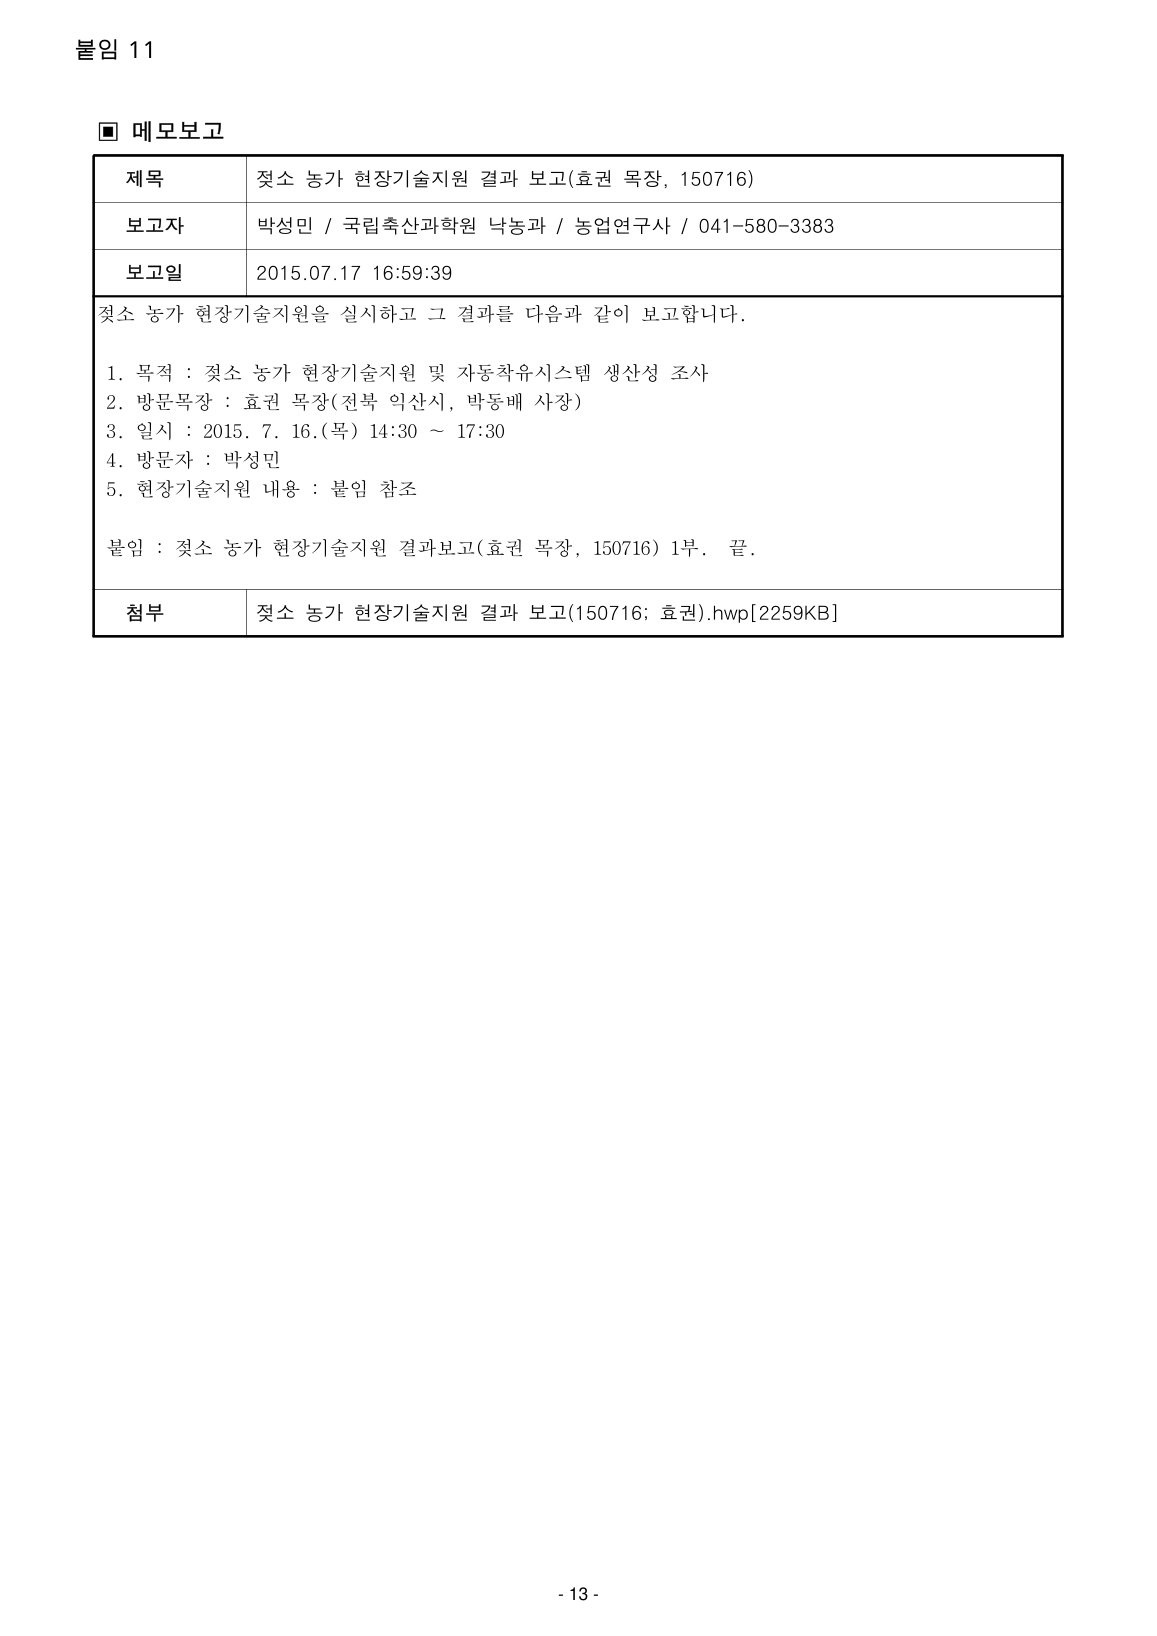 붙임 11
▣ 메모보고
제목 젖소 농가 현장기술지원 결과 보고(효권 목장, 150716)
보고자 박성민 / 국립축산과학원 낙농과 / 농업연구사 / 041-580-3383
보고일 2015.07.17 16:59:39
젖소 농가 현장기술지원을 실시하고 그 결과를 다음과 같이 보고합니다.
1. 목적 : 젖소 농가 현장기술지원 및 자동착유시스템 생산성 조사
2. 방문목장 : 효권 목장(전북 익산시, 박동배 사장)
3. 일시 : 2015. 7. 16.(목) 14:30 ~ 17:30
4. 방문자 : 박성민
5. 현장기술지원 내용 : 붙임 참조
붙임 : 젖소 농가 현장기술지원 결과보고(효권 목장, 150716) 1부. 끝.
첨부 젖소 농가 현장기술지원 결과 보고(150716; 효권).hwp[2259KB]
- 13 -